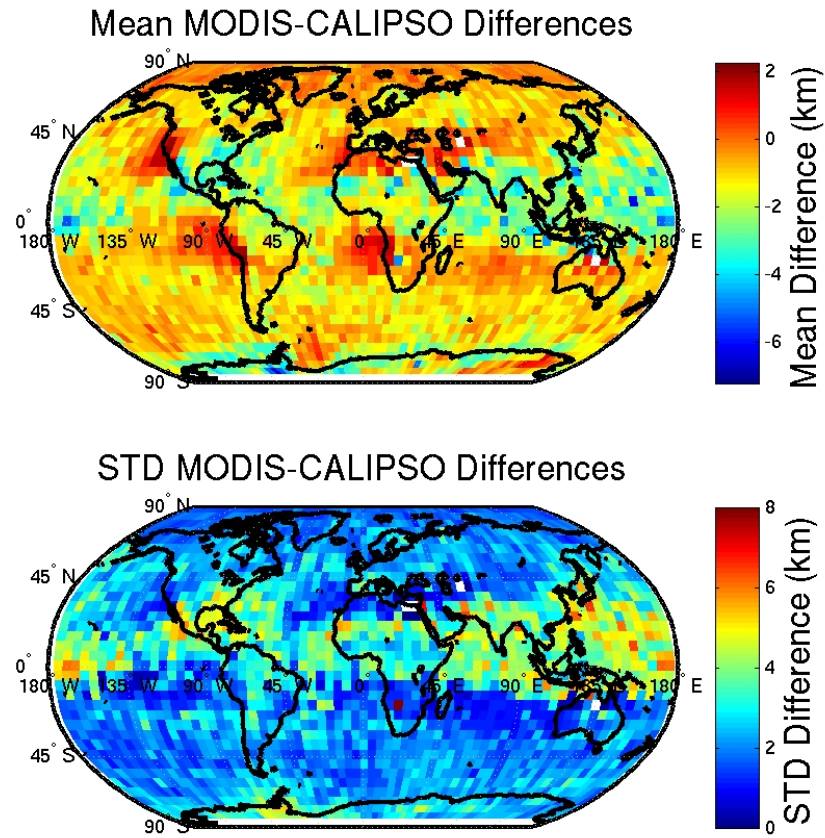 Mean MODIS-CALIPSO Differences
90° N
45° N
0°
180° W 135° W 90° W 45° W 0° 45° E 90° E 135° E 180° E
45° S
90° S
2
0
-2
-4
-6
Mean Difference (km)
STD MODIS-CALIPSO Differences
90° N
45° N
0°
180° W 135° W 90° W 45° W 0° 45° E 90° E 135° E 180° E
45° S
90° S
8
6
4
2
0
STD Difference (km)